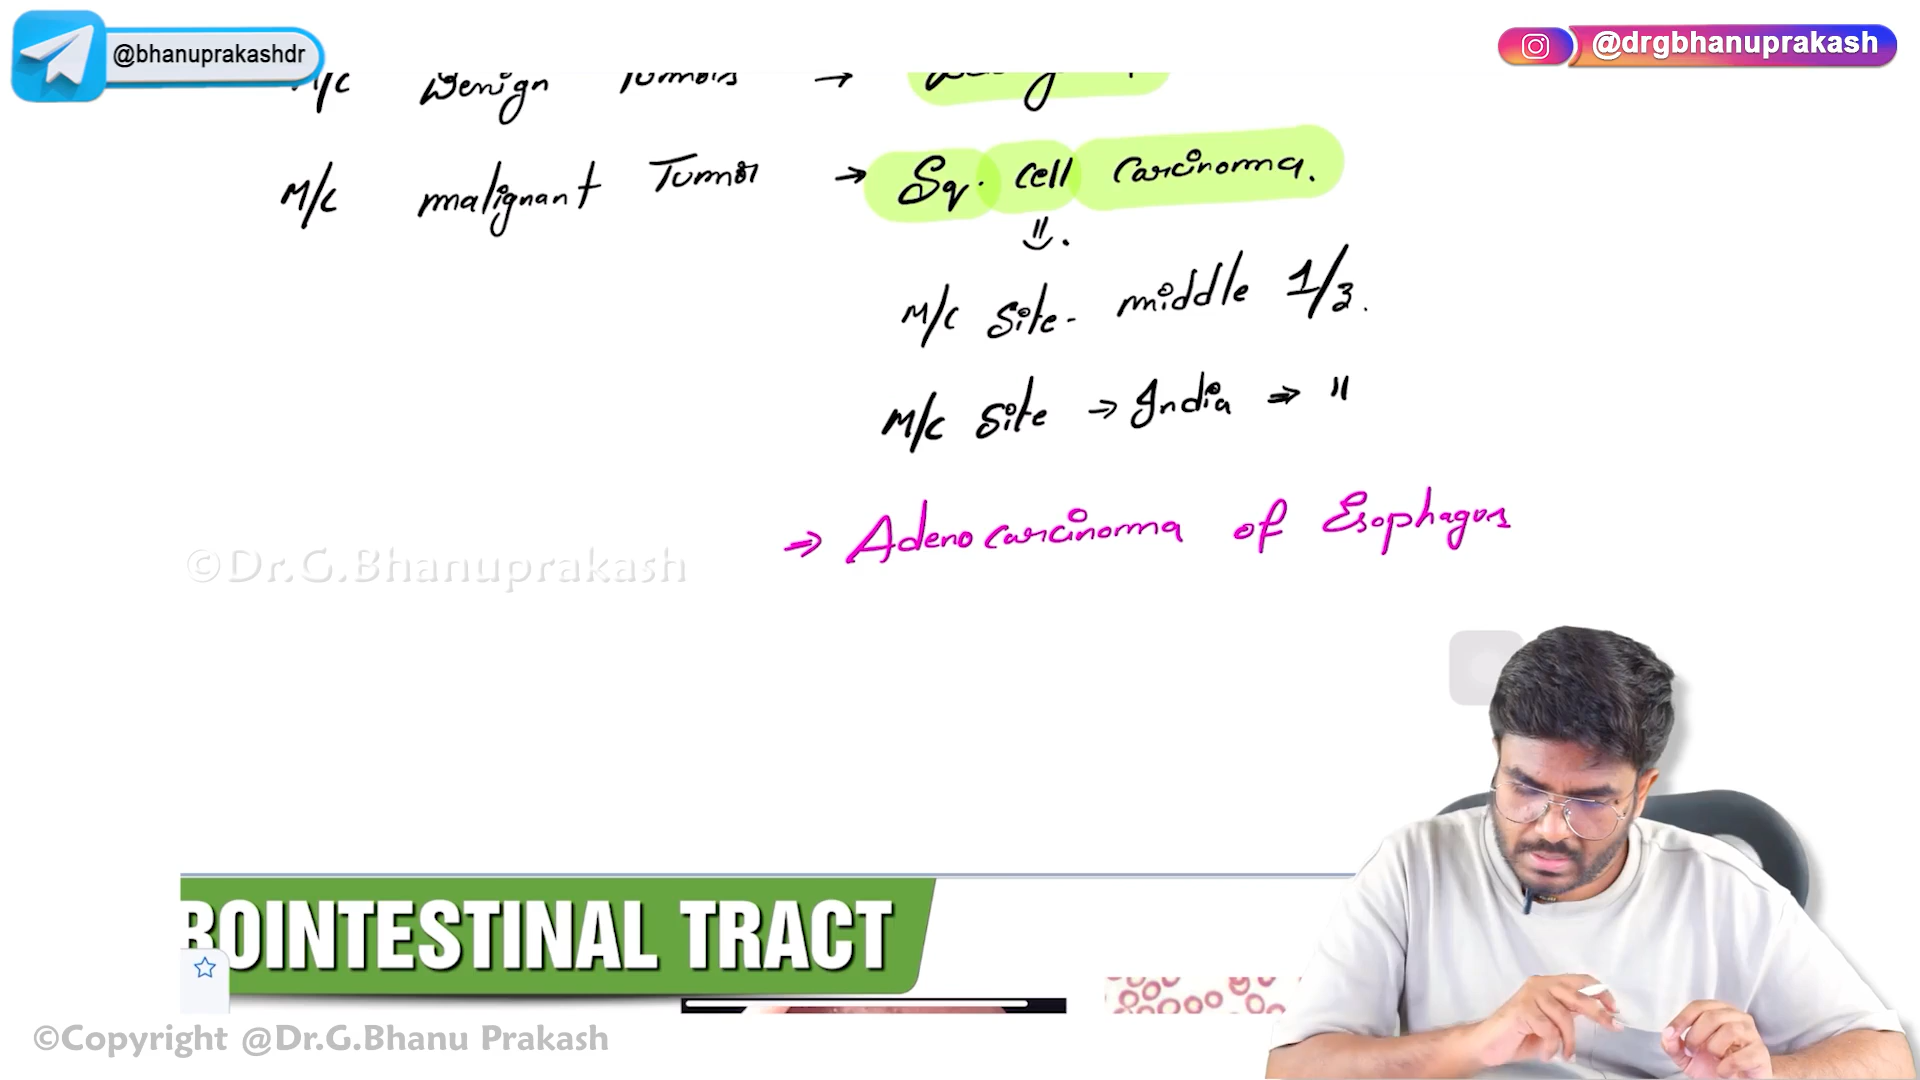 @bhanuprakashdr
@drgbhanuprakash
M/C Benign Tumors →
M/C malignant Tumor → Sq. cell Carcinoma.
M/C Site - middle 1/3.
M/C Site → India → "
⇒ Adenocarcinoma of Esophagus
©Dr.G.Bhanuprakash
ROINTESTINAL TRACT
©Copyright @Dr.G.Bhanu Prakash